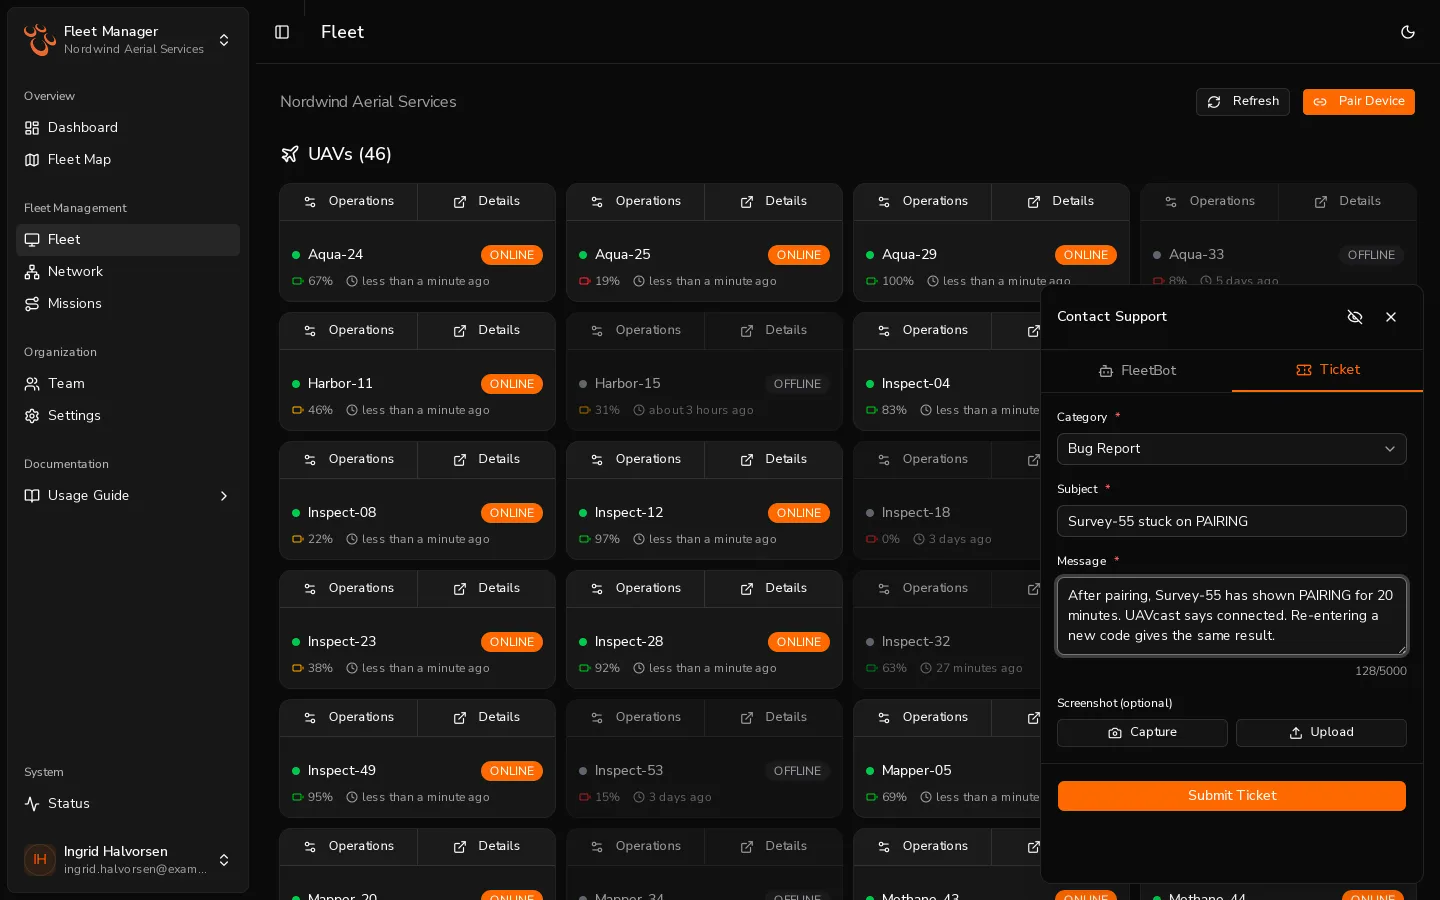 Fleet Manager
Nordwind Aerial Services
Overview
Dashboard
Fleet Map
Fleet Management
Fleet
Network
Missions
Organization
Team
Settings
Documentation
Usage Guide
System
Status
IH
Ingrid Halvorsen
ingrid.halvorsen@exam...
Fleet
Nordwind Aerial Services
Refresh
Pair Device
UAVs (46)
Operations Details Operations Details Operations Details Operations Details
Aqua-24 ONLINE Aqua-25 ONLINE Aqua-29 ONLINE Aqua-33 OFFLINE
67% less than a minute ago 19% less than a minute ago 100% less than a minute ago 8% 5 days ago
Operations Details Operations Details Operations
Harbor-11 ONLINE Harbor-15 OFFLINE Inspect-04
46% less than a minute ago 31% about 3 hours ago 83% less than a minute
Operations Details Operations Details Operations
Inspect-08 ONLINE Inspect-12 ONLINE Inspect-18
22% less than a minute ago 97% less than a minute ago 0% 3 days ago
Operations Details Operations Details Operations
Inspect-23 ONLINE Inspect-28 ONLINE Inspect-32
38% less than a minute ago 92% less than a minute ago 63% 27 minutes ago
Operations Details Operations Details Operations
Inspect-49 ONLINE Inspect-53 OFFLINE Mapper-05
95% less than a minute ago 15% 3 days ago 69% less than a minute
Operations Details Operations Details Operations
Mapper-20 ONLINE Mapper-34 OFFLINE Methane-43 ONLINE Methane-44 ONLINE
Contact Support
FleetBot
Ticket
Category *
Bug Report
Subject *
Survey-55 stuck on PAIRING
Message *
After pairing, Survey-55 has shown PAIRING for 20
minutes. UAVcast says connected. Re-entering a
new code gives the same result.
128/5000
Screenshot (optional)
Capture
Upload
Submit Ticket